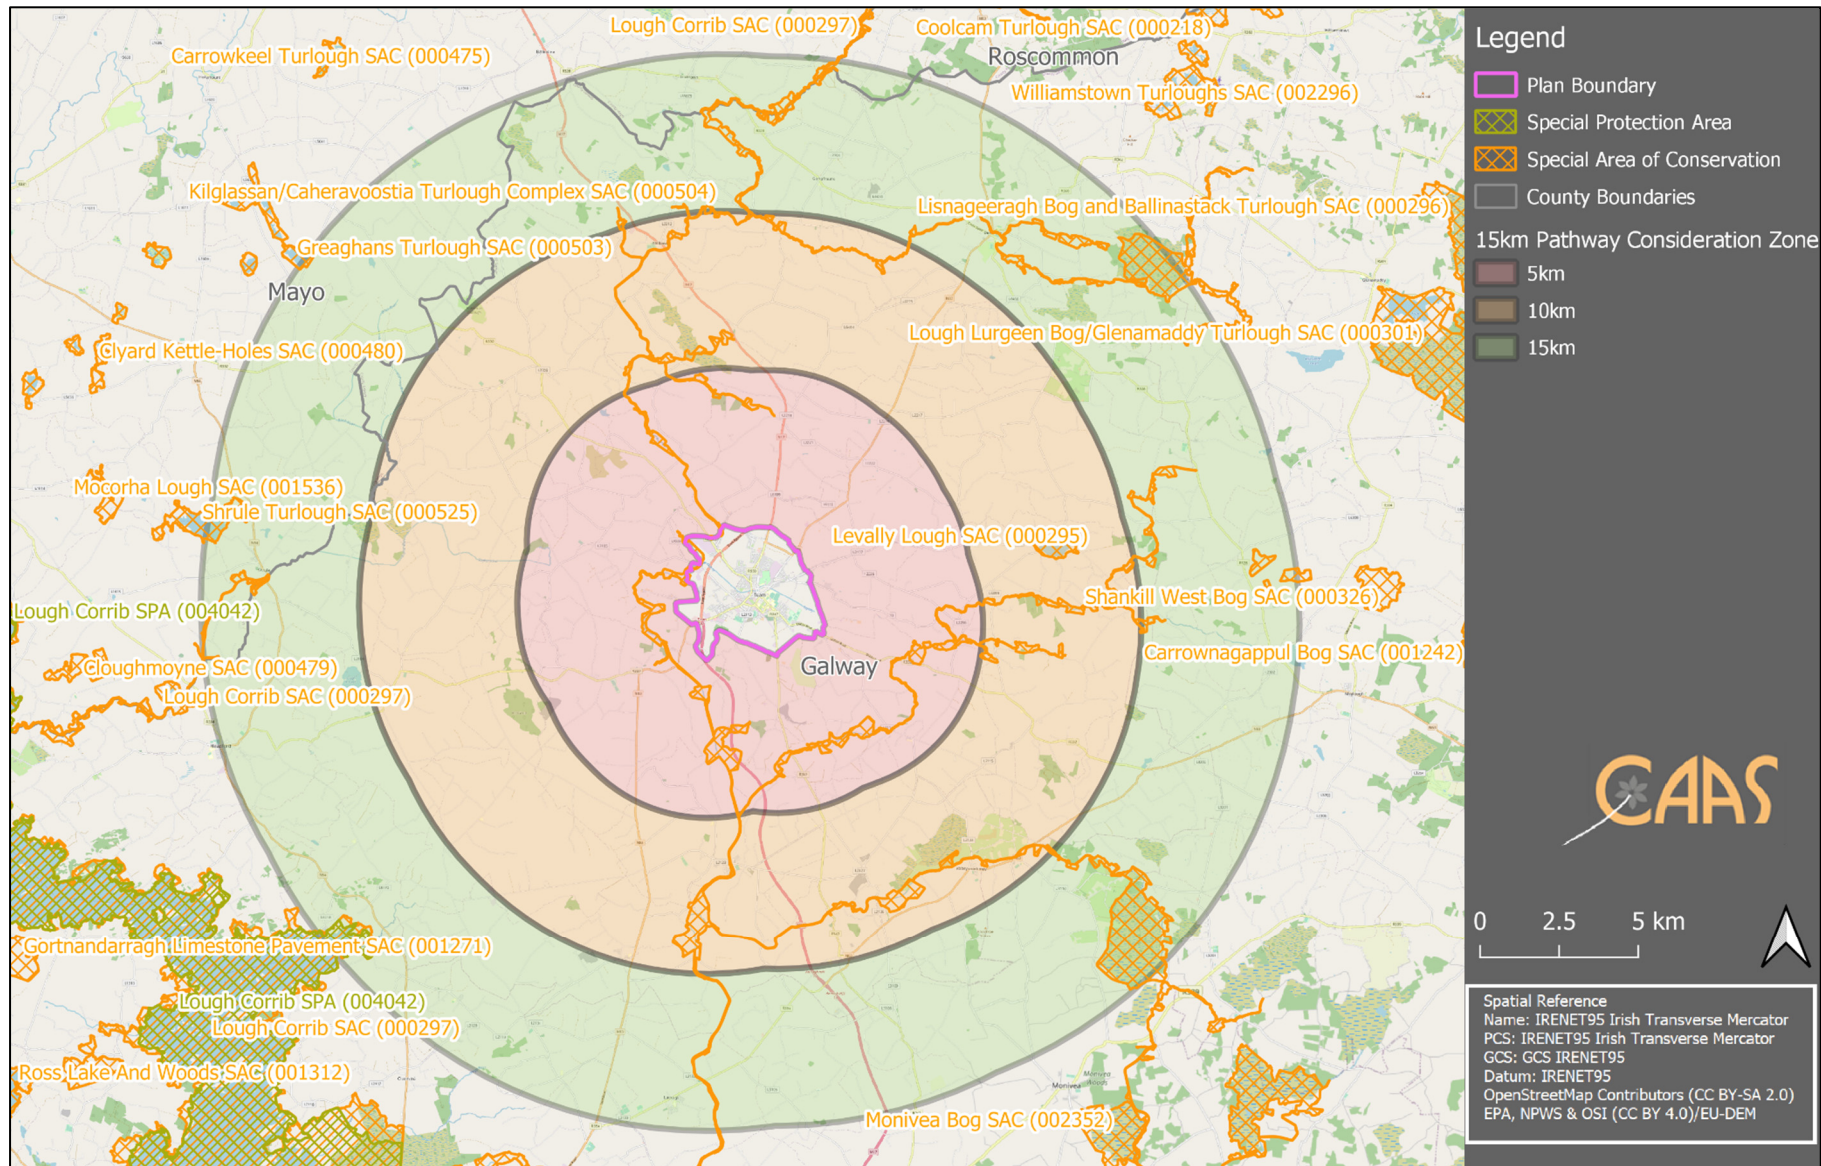 Lough Corrib SAC (000297)
Coolcam Turlough SAC (000218)
Roscommon
Carrowkeel Turlough SAC (000475)
Williamstown Turloughs SAC (002296)
Kilglassan/Caheravoostia Turlough Complex SAC (000504)
Lisnageeragh Bog and Ballinastack Turlough SAC (000296)
Greaghans Turlough SAC (000503)
Mayo
Lough Lurgeen Bog/Glenamaddy Turlough SAC (000301)
Clyard Kettle-Holes SAC (000480)
Mocorha Lough SAC (001536)
Shrule Turlough SAC (000525)
Levally Lough SAC (000295)
Lough Corrib SPA (004042)
Shankill West Bog SAC (000326)
Carrownagappul Bog SAC (001242)
Galway
Cloughmoyne SAC (000479)
Lough Corrib SAC (000297)
Gortnandarragh Limestone Pavement SAC (001271)
Lough Corrib SPA (004042)
Lough Corrib SAC (000297)
Ross Lake And Woods SAC (001312)
Monivea
Monivea
Woods
Monivea Bog SAC (002352)
Legend
Plan Boundary
Special Protection Area
Special Area of Conservation
County Boundaries
15km Pathway Consideration Zone
5km
10km
15km
CAAS
0 2.5 5 km
Spatial Reference
Name: IRENET95 Irish Transverse Mercator
PCS: IRENET95 Irish Transverse Mercator
GCS: GCS IRENET95
Datum: IRENET95
OpenStreetMap Contributors (CC BY-SA 2.0)
EPA, NPWS & OSI (CC BY 4.0)/EU-DEM